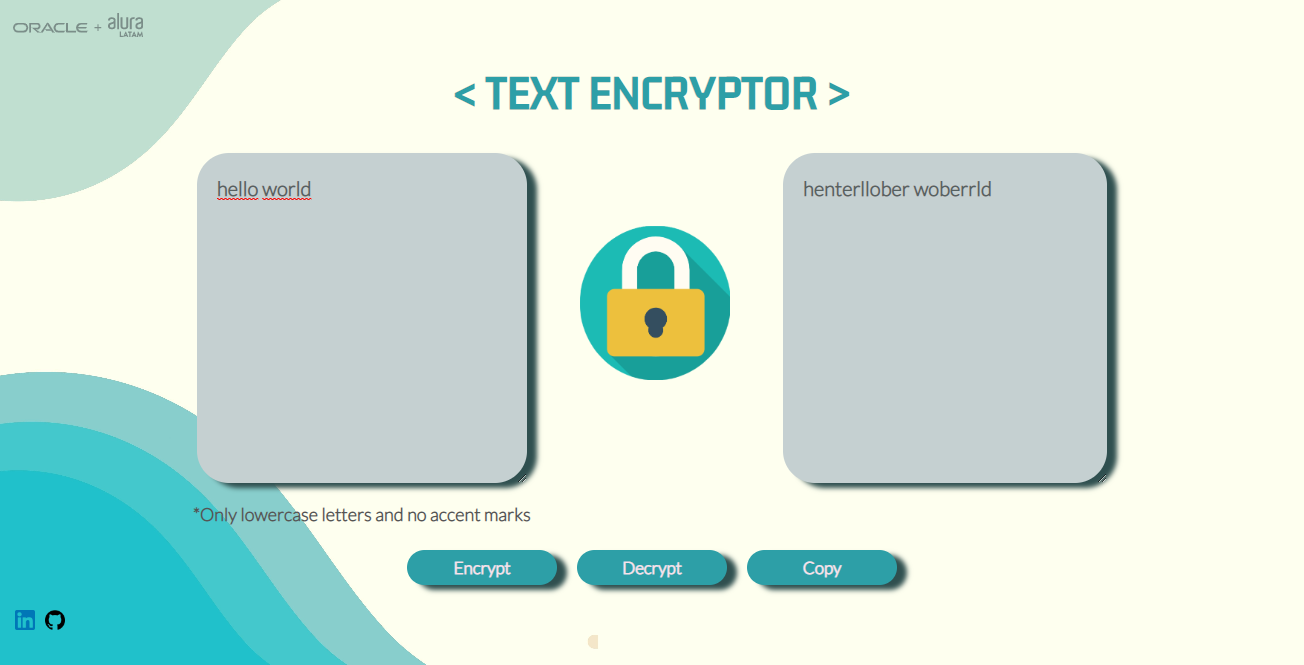 ORACLE + alura
LATAM
< TEXT ENCRYPTOR >
hello world
henterllober woberrld
*Only lowercase letters and no accent marks
Encrypt
Decrypt
Copy
in